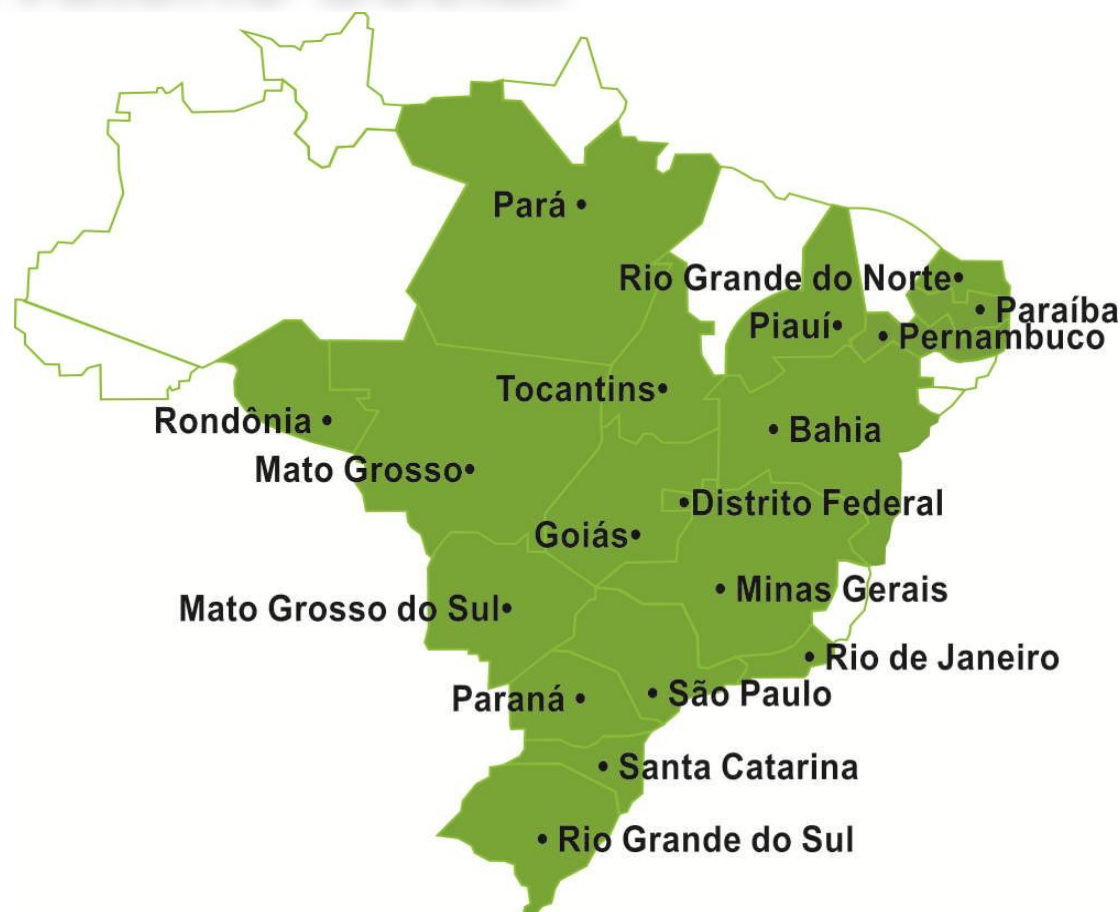 Pará
Rio Grande do Norte
Paraíba
Piauí
Pernambuco
Tocantins
Rondônia
Bahia
Mato Grosso
Distrito Federal
Goiás
Minas Gerais
Mato Grosso do Sul
Rio de Janeiro
São Paulo
Paraná
Santa Catarina
Rio Grande do Sul